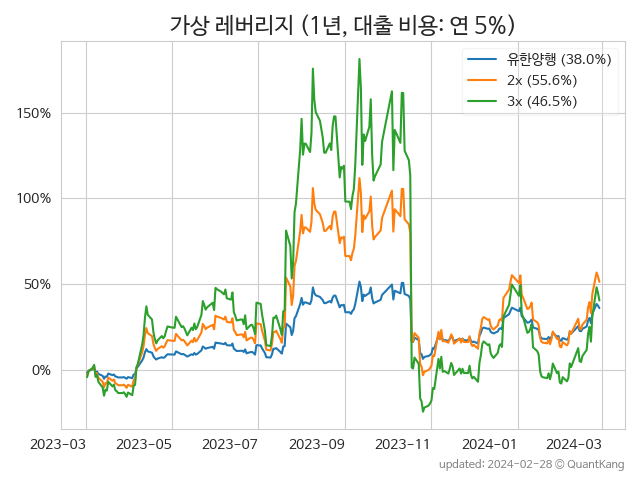 가상 레버리지 (1년, 대출 비용: 연 5%)
유한양행 (38.0%)
2x (55.6%)
3x (46.5%)
150%
100%
50%
0%
2023-03 2023-05 2023-07 2023-09 2023-11 2024-01 2024-03
updated: 2024-02-28 © QuantKang